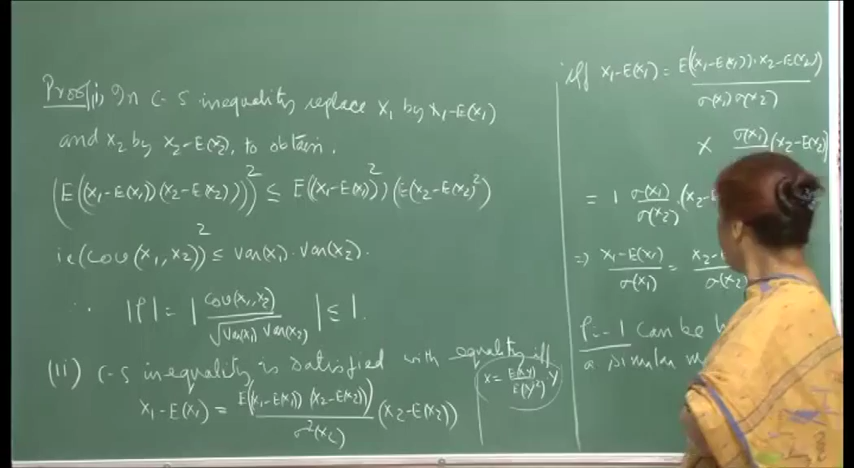 Proof (i) In C-S inequality replace X₁ by X₁-E(X₁)
and X₂ by X₂-E(X₂), to obtain.
(E((X₁-E(X₁))(X₂-E(X₂))))² ≤ E((X₁-E(X₁))²)(E(X₂-E(X₂)²)
ie (Cov(X₁,X₂))² ≤ Var(X₁)·Var(X₂).
∴ |ρ| = | Cov(X₁,X₂) / √Var(X₁) Var(X₂) | ≤ 1.
(ii) C-S inequality is satisfied with equality iff
X = E(XY)/E(Y²) Y
X₁-E(X₁) = E((X₁-E(X₁))(X₂-E(X₂)))/σ²(X₂) (X₂-E(X₂))
iff X₁-E(X₁) = E((X₁-E(X₁))·X₂-E(X₂))/σ(X₁)σ(X₂)
× σ(X₁)/ (X₂-E(X₂)
= 1 σ(X₁)/σ(X₂) ·(X₂-
⇒ X₁-E(X₁)/σ(X₁) = X₂-/σ(X₂)
ρ=-1 can be
a similar